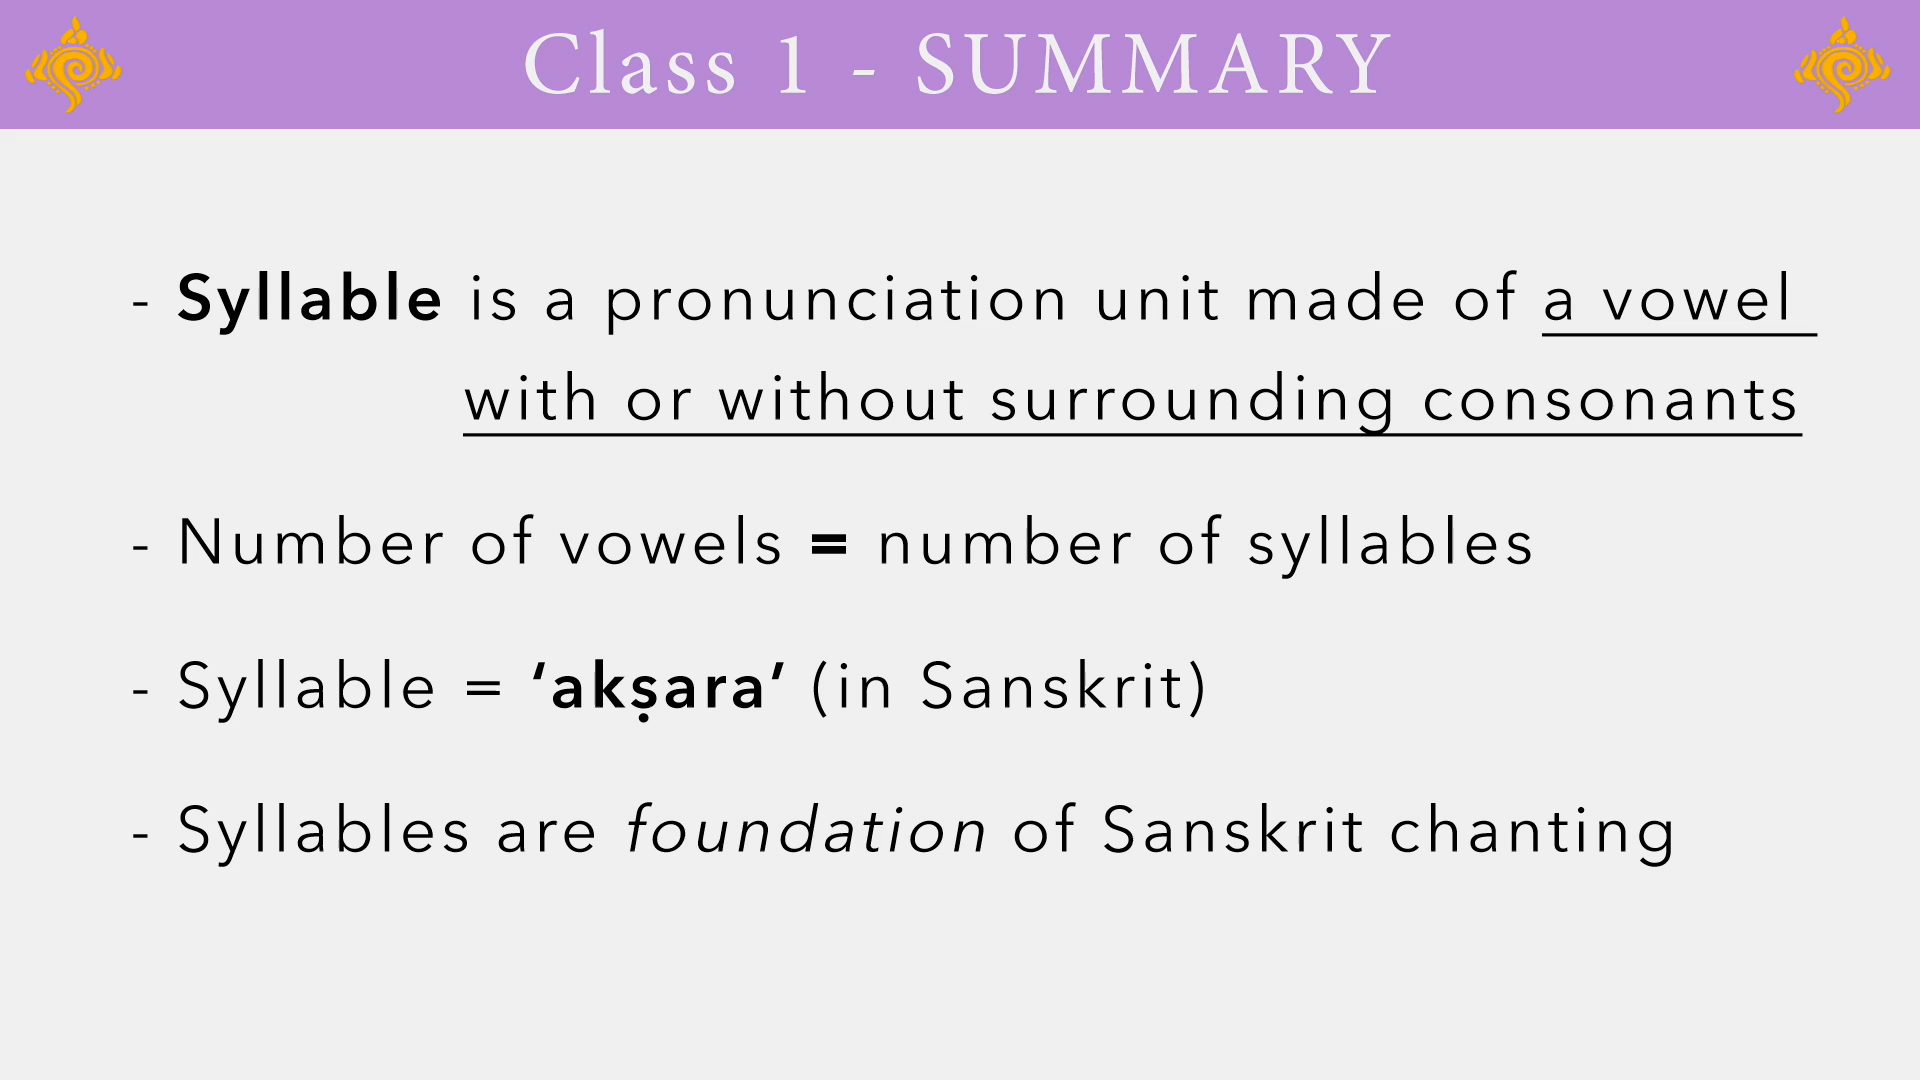 Class 1 - SUMMARY
- Syllable is a pronunciation unit made of a vowel
with or without surrounding consonants
- Number of vowels = number of syllables
- Syllable = ‘akṣara’ (in Sanskrit)
- Syllables are foundation of Sanskrit chanting